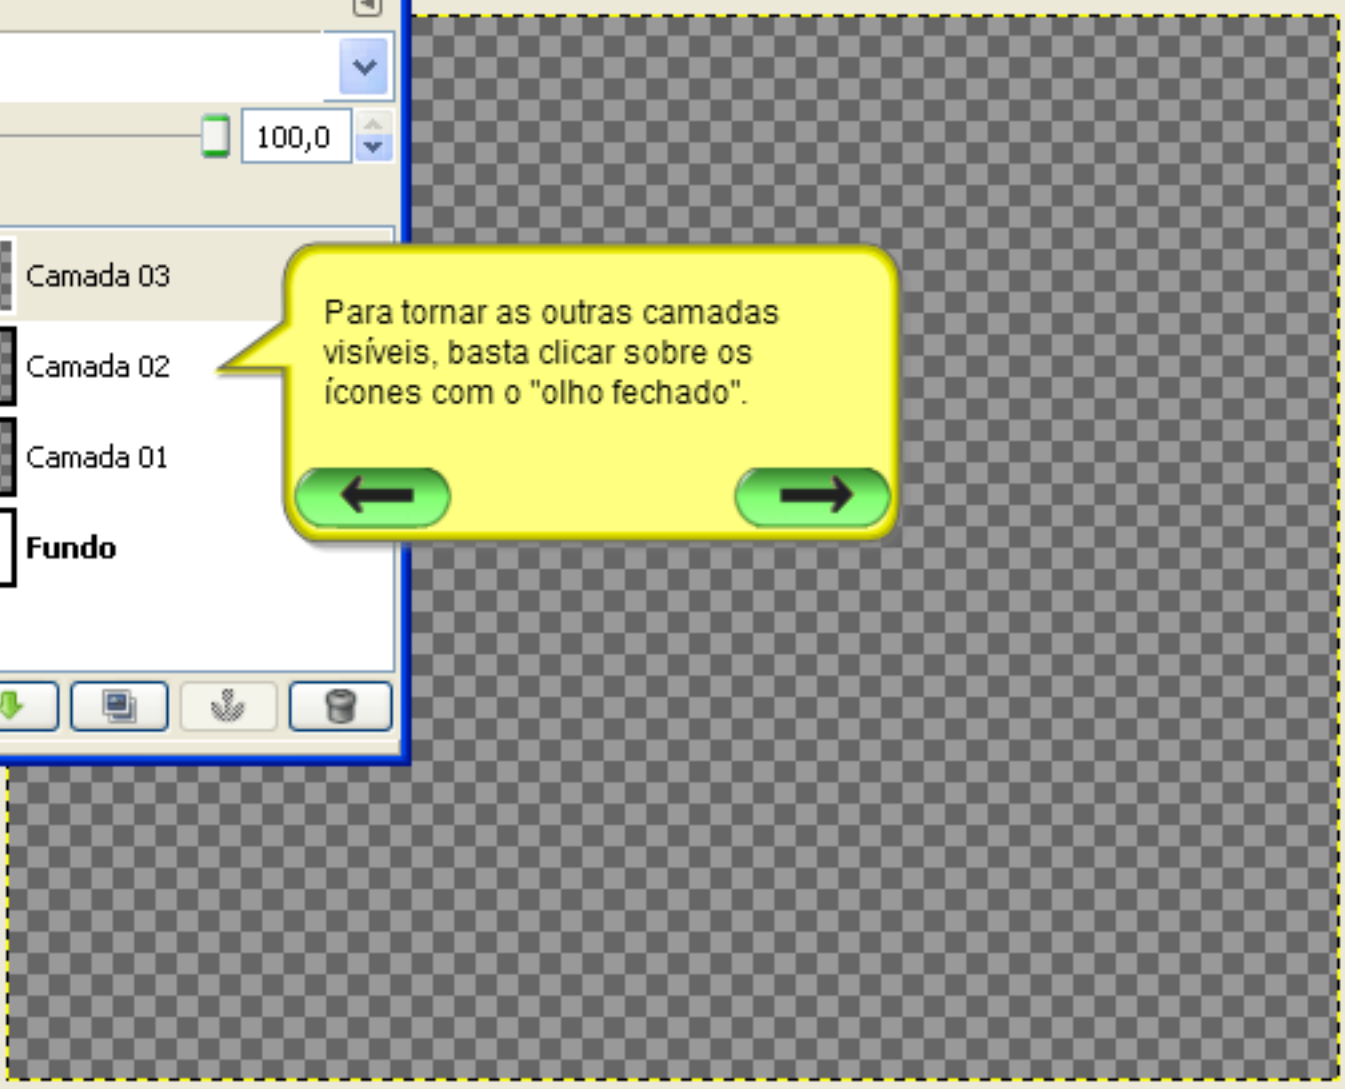 100,0
Camada 03
Para tornar as outras camadas
visíveis, basta clicar sobre os
ícones com o "olho fechado".
Camada 02
Camada 01
Fundo